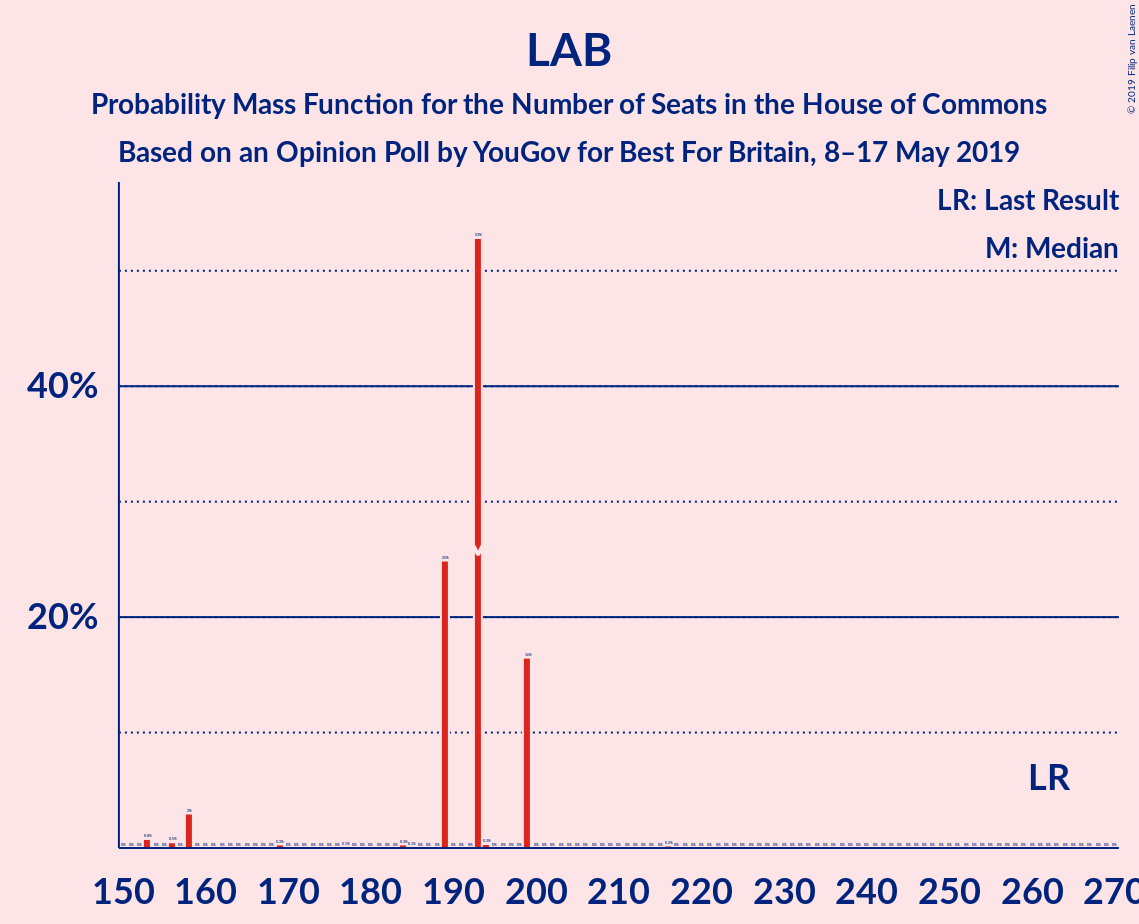 LAB
Probability Mass Function for the Number of Seats in the House of Commons
Based on an Opinion Poll by YouGov for Best For Britain, 8–17 May 2019
© 2019 Filip van Laenen
LR: Last Result
M: Median
40%
20%
LR
150 160 170 180 190 200 210 220 230 240 250 260 270